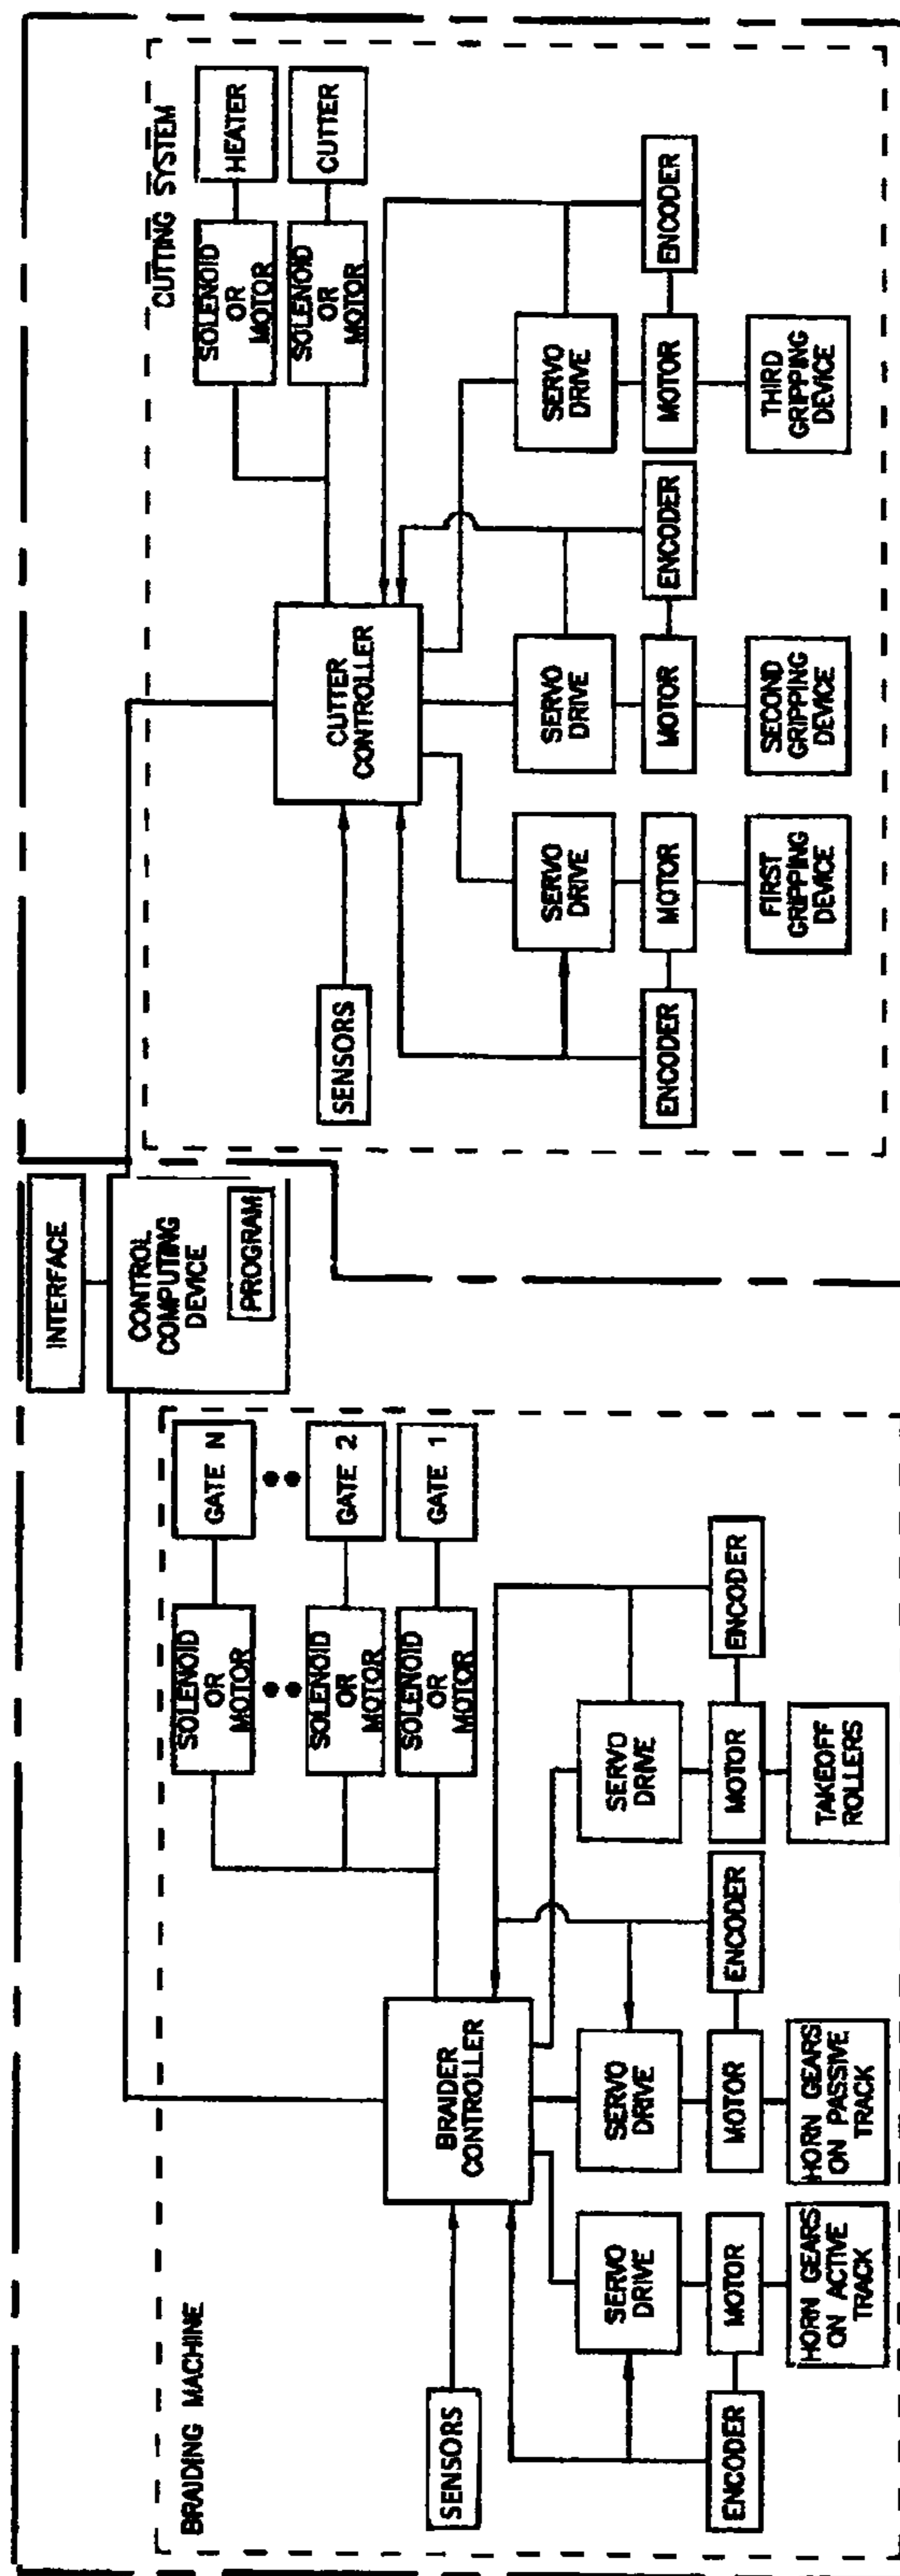 INTERFACE
CONTROL
COMPUTING
DEVICE
PROGRAM
BRAIDING MACHINE
SOLENOID
OR
MOTOR
GATE N
SOLENOID
OR
MOTOR
GATE 2
SOLENOID
OR
MOTOR
GATE 1
BRAIDER
CONTROLLER
SENSORS
SERVO
DRIVE
SERVO
DRIVE
SERVO
DRIVE
ENCODER
MOTOR
MOTOR
ENCODER
MOTOR
ENCODER
HORN GEARS
ON ACTIVE
TRACK
HORN GEARS
ON PASSIVE
TRACK
TAKEOFF
ROLLERS
CUTTING SYSTEM
SOLENOID
OR
MOTOR
HEATER
SOLENOID
OR
MOTOR
CUTTER
CUTTER
CONTROLLER
SENSORS
SERVO
DRIVE
SERVO
DRIVE
SERVO
DRIVE
ENCODER
MOTOR
MOTOR
ENCODER
MOTOR
ENCODER
FIRST
GRIPPING
DEVICE
SECOND
GRIPPING
DEVICE
THIRD
GRIPPING
DEVICE